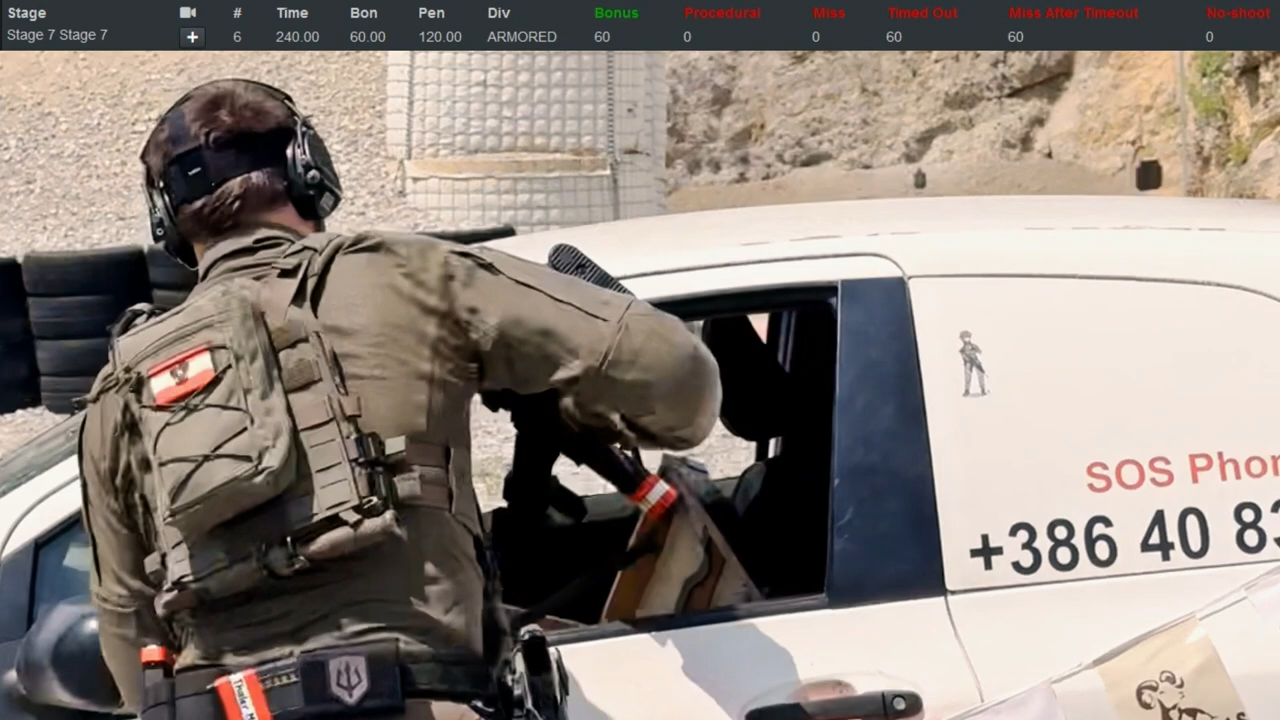 Stage # Time Bon Pen Div Bonus Procedural Miss Timed Out Miss After Timeout No-shoot
Stage 7 Stage 7 + 6 240.00 60.00 120.00 ARMORED 60 0 0 60 60 0
SOS Phon
+386 40 83
Thaler M